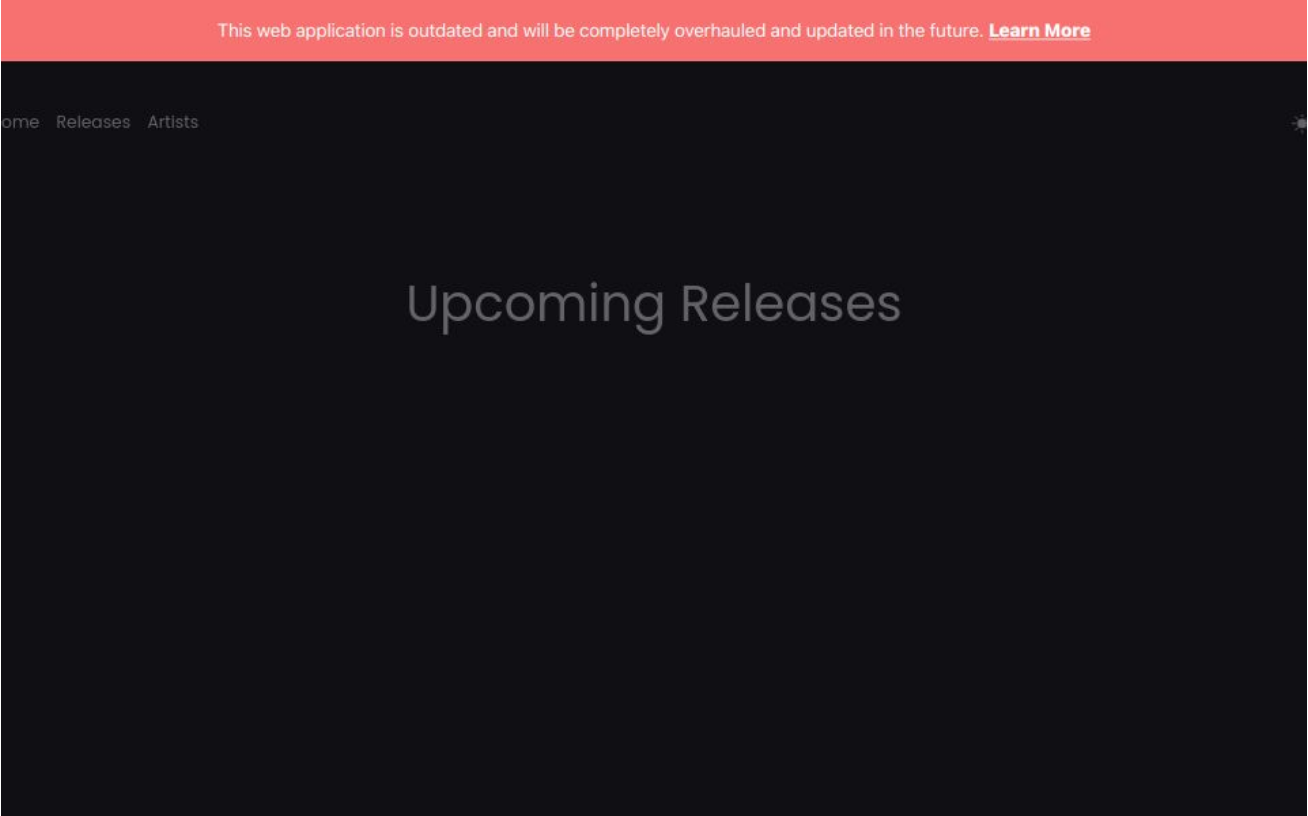 This web application is outdated and will be completely overhauled and updated in the future. Learn More
ome Releases Artists
Upcoming Releases